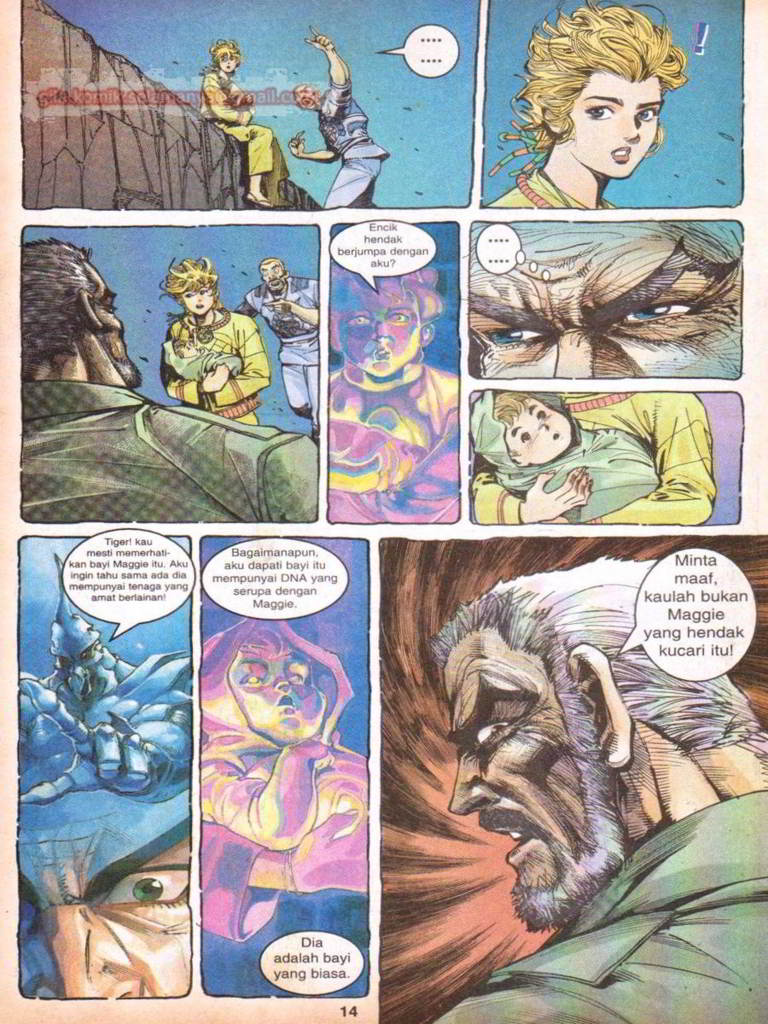 ....
....
!
Encik
hendak
berjumpa dengan
aku?
....
....
Tiger! kau
mesti memerhati-
kan bayi Maggie itu. Aku
ingin tahu sama ada dia
mempunyai tenaga yang
amat berlainan!
Bagaimanapun,
aku dapati bayi itu
mempunyai DNA yang
serupa dengan
Maggie.
Dia
adalah bayi
yang biasa.
Minta
maaf,
kaulah bukan
Maggie
yang hendak
kucari itu!
14